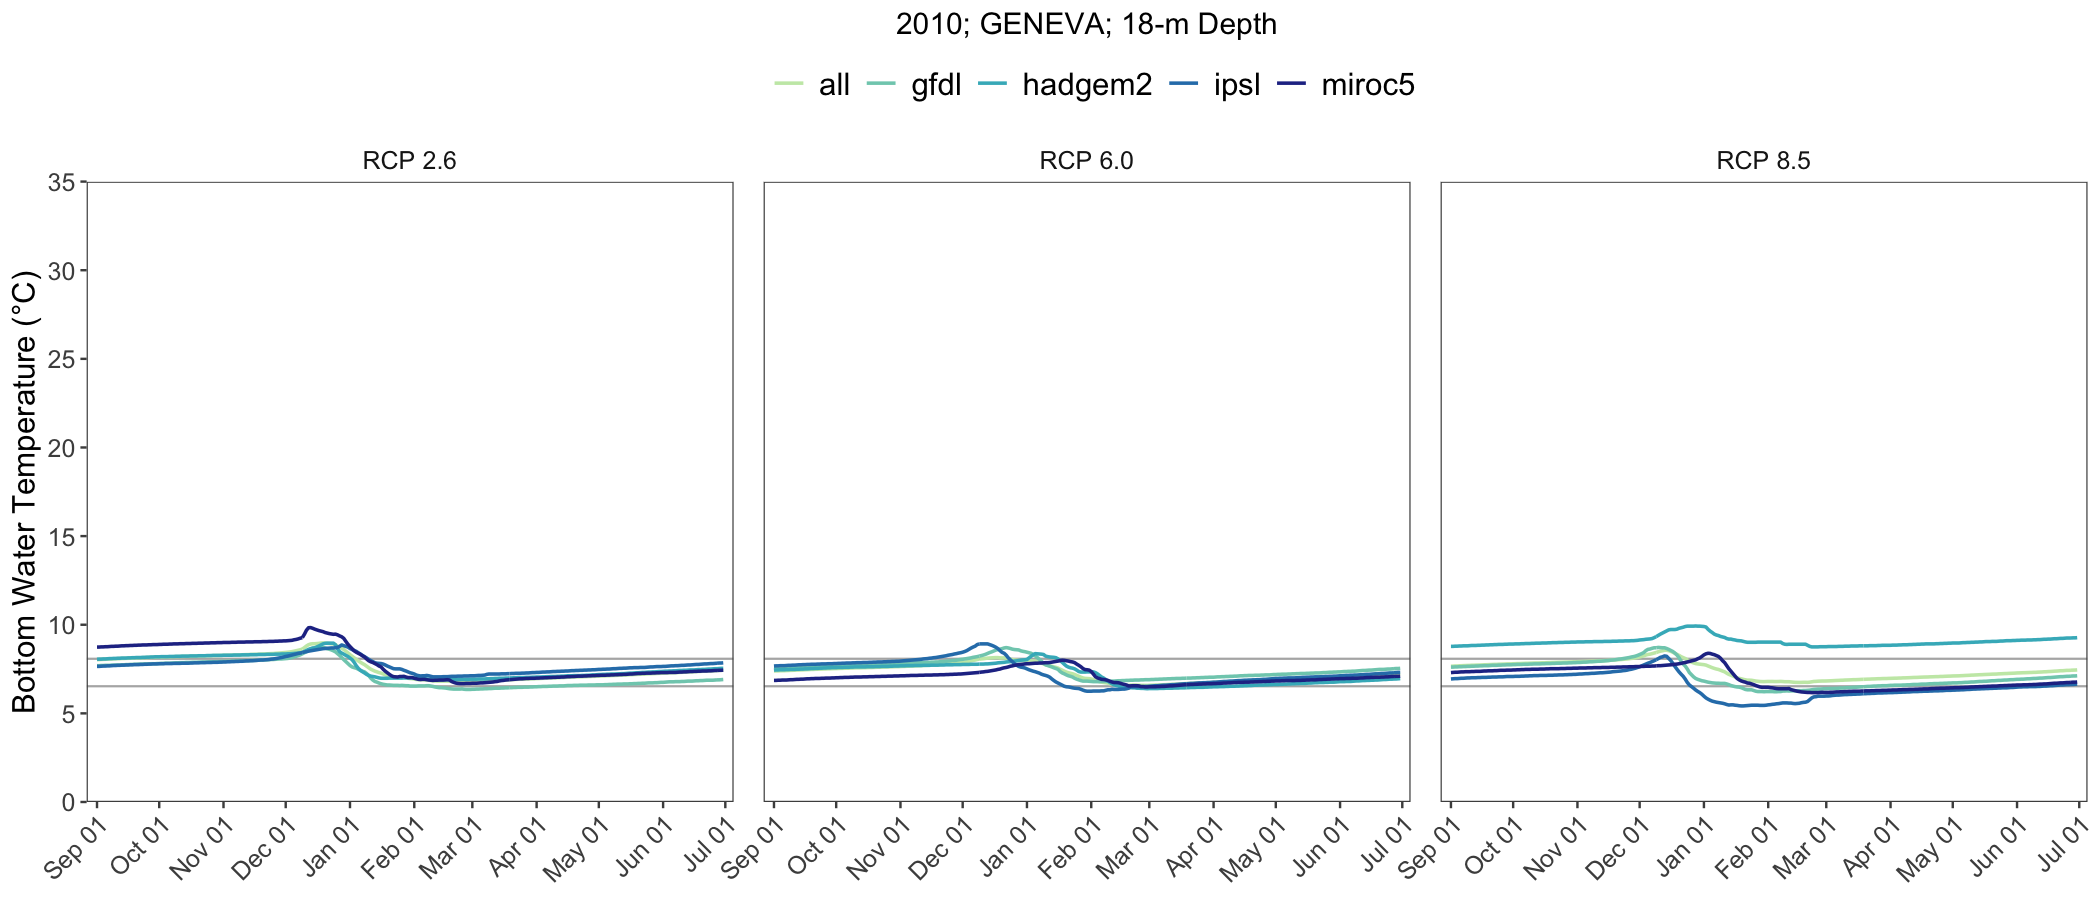 2010; GENEVA; 18-m Depth
all gfdl hadgem2 ipsl miroc5
RCP 2.6 RCP 6.0 RCP 8.5
Bottom Water Temperature (°C)
35
30
25
20
15
10
5
0
Sep 01 Oct 01 Nov 01 Dec 01 Jan 01 Feb 01 Mar 01 Apr 01 May 01 Jun 01 Jul 01 Sep 01 Oct 01 Nov 01 Dec 01 Jan 01 Feb 01 Mar 01 Apr 01 May 01 Jun 01 Jul 01 Sep 01 Oct 01 Nov 01 Dec 01 Jan 01 Feb 01 Mar 01 Apr 01 May 01 Jun 01 Jul 01